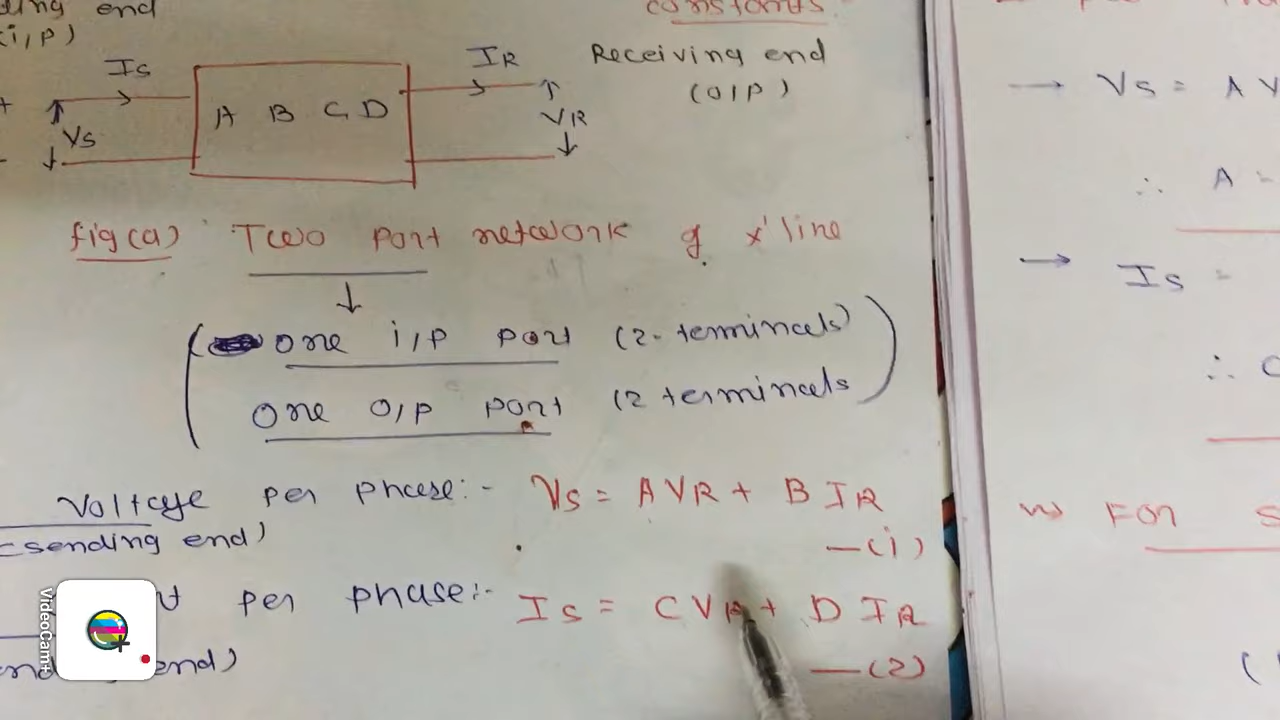 end
constants
(i/p)
Is
IR
Receiving end
(O/P)
+
Vs
A B C D
VR
-
fig(a) Two port network of x'line
(one i/p port (2-terminals)
One O/P port (2 terminals)
Voltage per phase:- Vs = AVR + BIR
(sending end)
—(i)
per phase:- Is = CVR + DIR
end)
—(2)
→ Vs = A V
∴ A =
→ Is =
∴ C
For S
(
VideoCam+